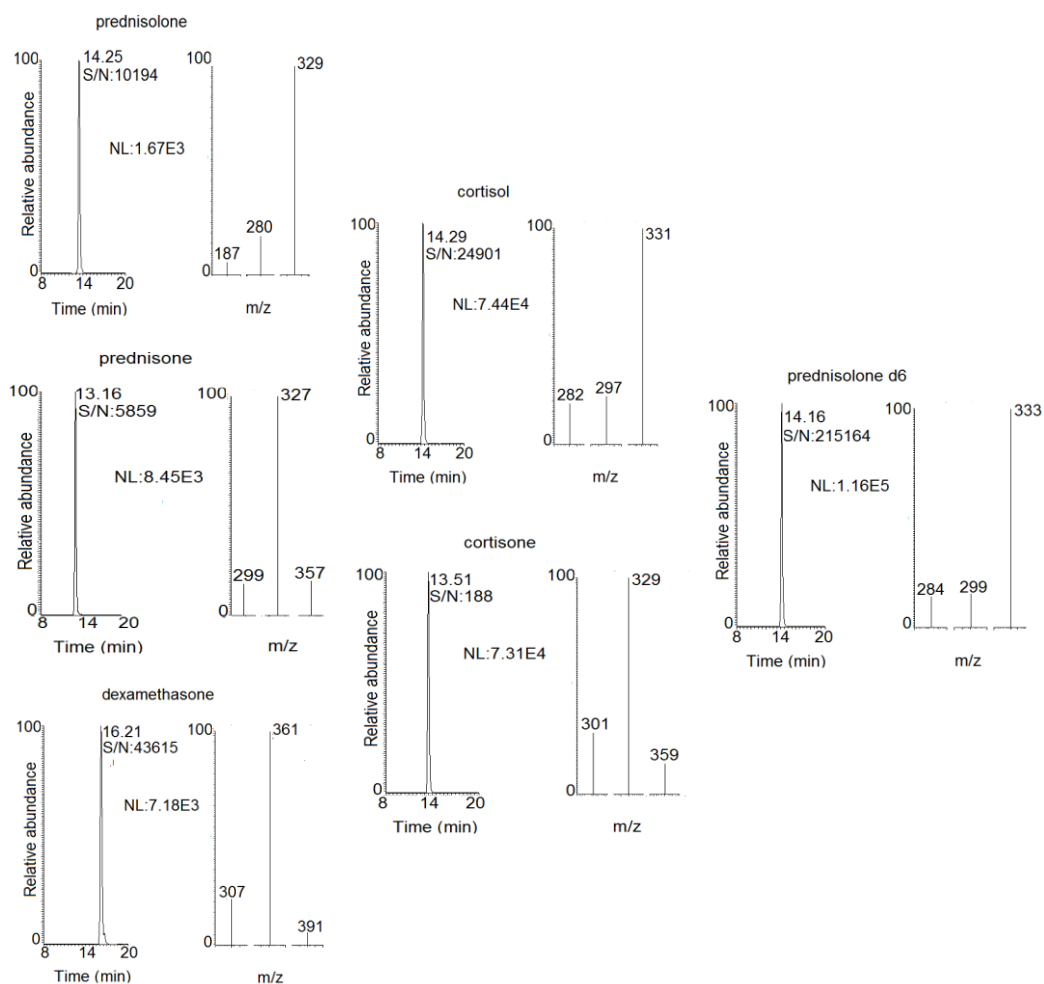 prednisolone
100
14.25
S/N:10194
NL:1.67E3
Relative abundance
0
8 14 20
Time (min)
100
329
280
187
0
m/z
cortisol
100
14.29
S/N:24901
NL:7.44E4
Relative abundance
0
8 14 20
Time (min)
100
331
282 297
0
m/z
prednisone
100
13.16
S/N:5859
NL:8.45E3
Relative abundance
0
8 14 20
Time (min)
100
327
299 357
0
m/z
prednisolone d6
100
14.16
S/N:215164
NL:1.16E5
Relative abundance
0
8 14 20
Time (min)
100
333
284 299
0
m/z
cortisone
100
13.51
S/N:188
NL:7.31E4
Relative abundance
0
8 14 20
Time (min)
100
329
301
359
0
m/z
dexamethasone
100
16.21
S/N:43615
NL:7.18E3
Relative abundance
0
8 14 20
Time (min)
100
361
307
391
0
m/z